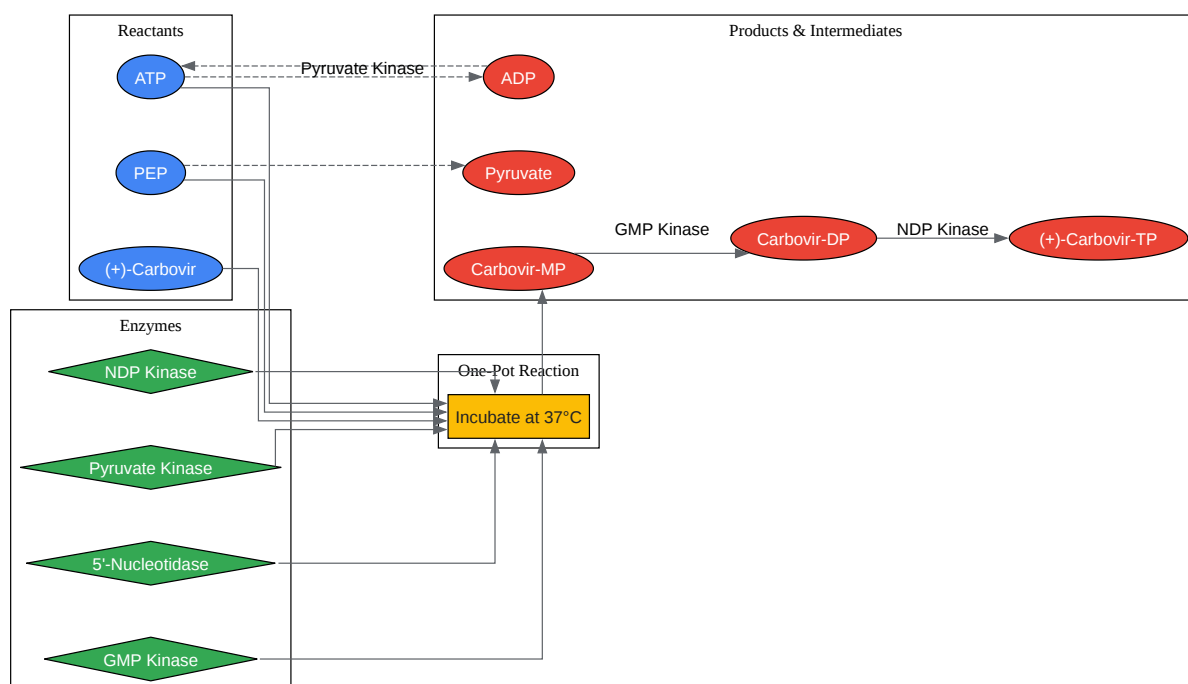 Reactants
Products & Intermediates
ATP
Pyruvate Kinase
ADP
PEP
Pyruvate
GMP Kinase
Carbovir-DP
NDP Kinase
(+)-Carbovir-TP
(+)-Carbovir
Carbovir-MP
Enzymes
NDP Kinase
One-Pot Reaction
Incubate at 37°C
Pyruvate Kinase
5'-Nucleotidase
GMP Kinase